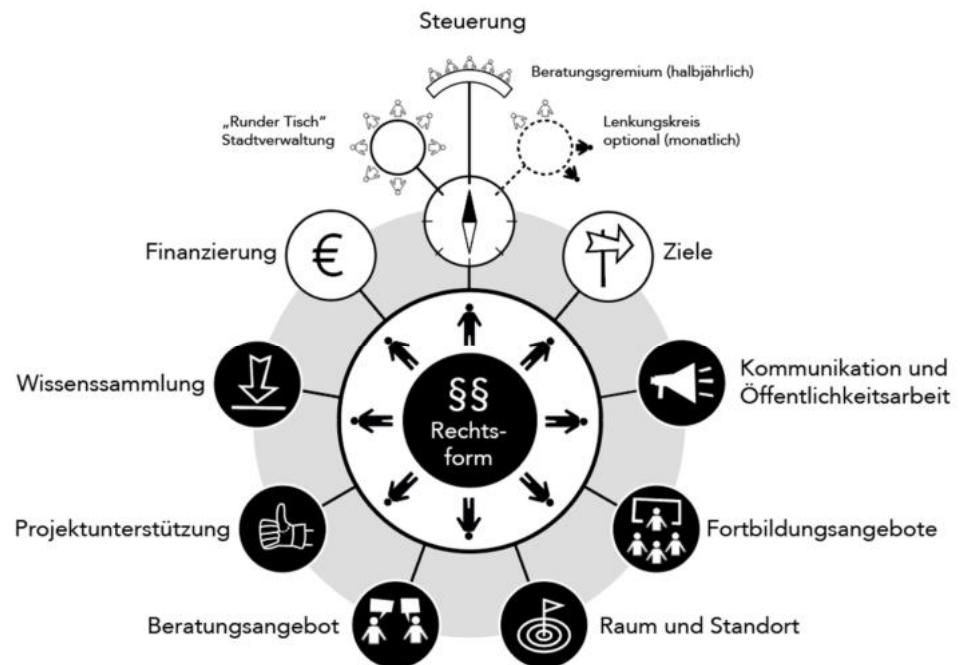 Steuerung
Beratungsgremium (halbjährlich)
„Runder Tisch“
Stadtverwaltung
Lenkungskreis
optional (monatlich)
Finanzierung
€
Ziele
Wissenssammlung
Kommunikation und
Öffentlichkeitsarbeit
§§
Rechts-
form
Projektunterstützung
Fortbildungsangebote
Beratungsangebot
Raum und Standort